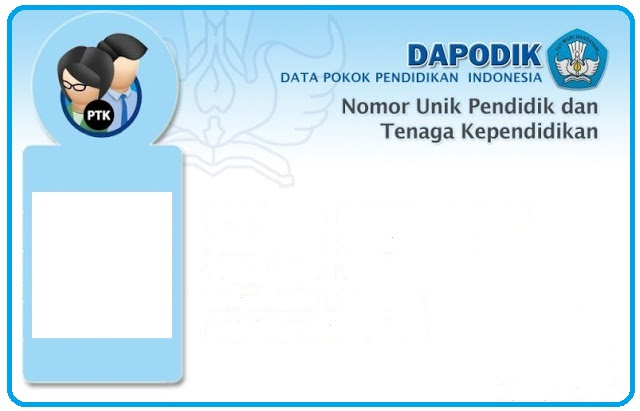 PTK
DAPODIK
DATA POKOK PENDIDIKAN INDONESIA
Nomor Unik Pendidik dan
Tenaga Kependidikan